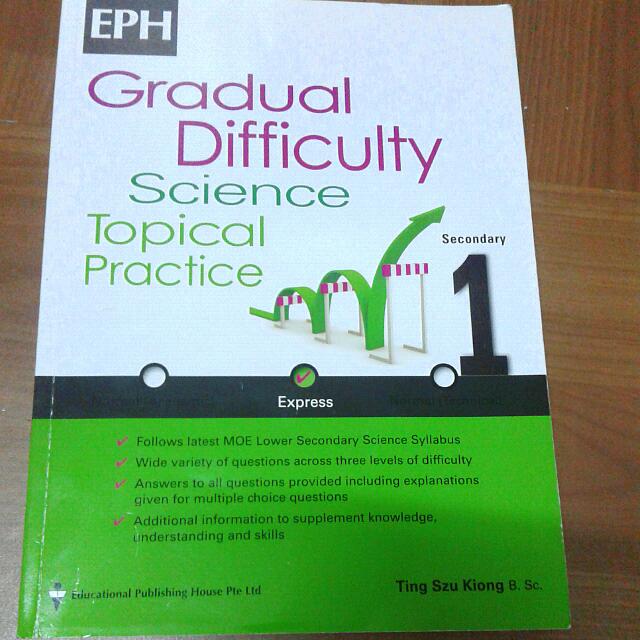 EPH
Gradual
Difficulty
Science
Topical
Practice
Secondary
1
Express
Normal (Technical)
✓ Follows latest MOE Lower Secondary Science Syllabus
✓ Wide variety of questions across three levels of difficulty
✓ Answers to all questions provided including explanations
given for multiple choice questions
✓ Additional information to supplement knowledge,
understanding and skills
Educational Publishing House Pte Ltd
Ting Szu Kiong B. Sc.